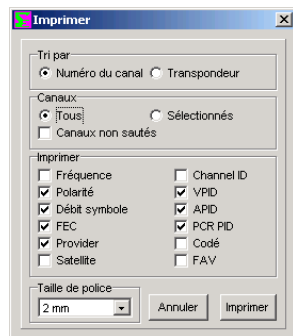 Imprimer
Tri par
Numéro du canal Transpondeur
Canaux
Tous Sélectionnés
Canaux non sautés
Imprimer
Fréquence Channel ID
Polarité VPID
Débit symbole APID
FEC PCR PID
Provider Codé
Satellite FAV
Taille de police
2 mm Annuler Imprimer